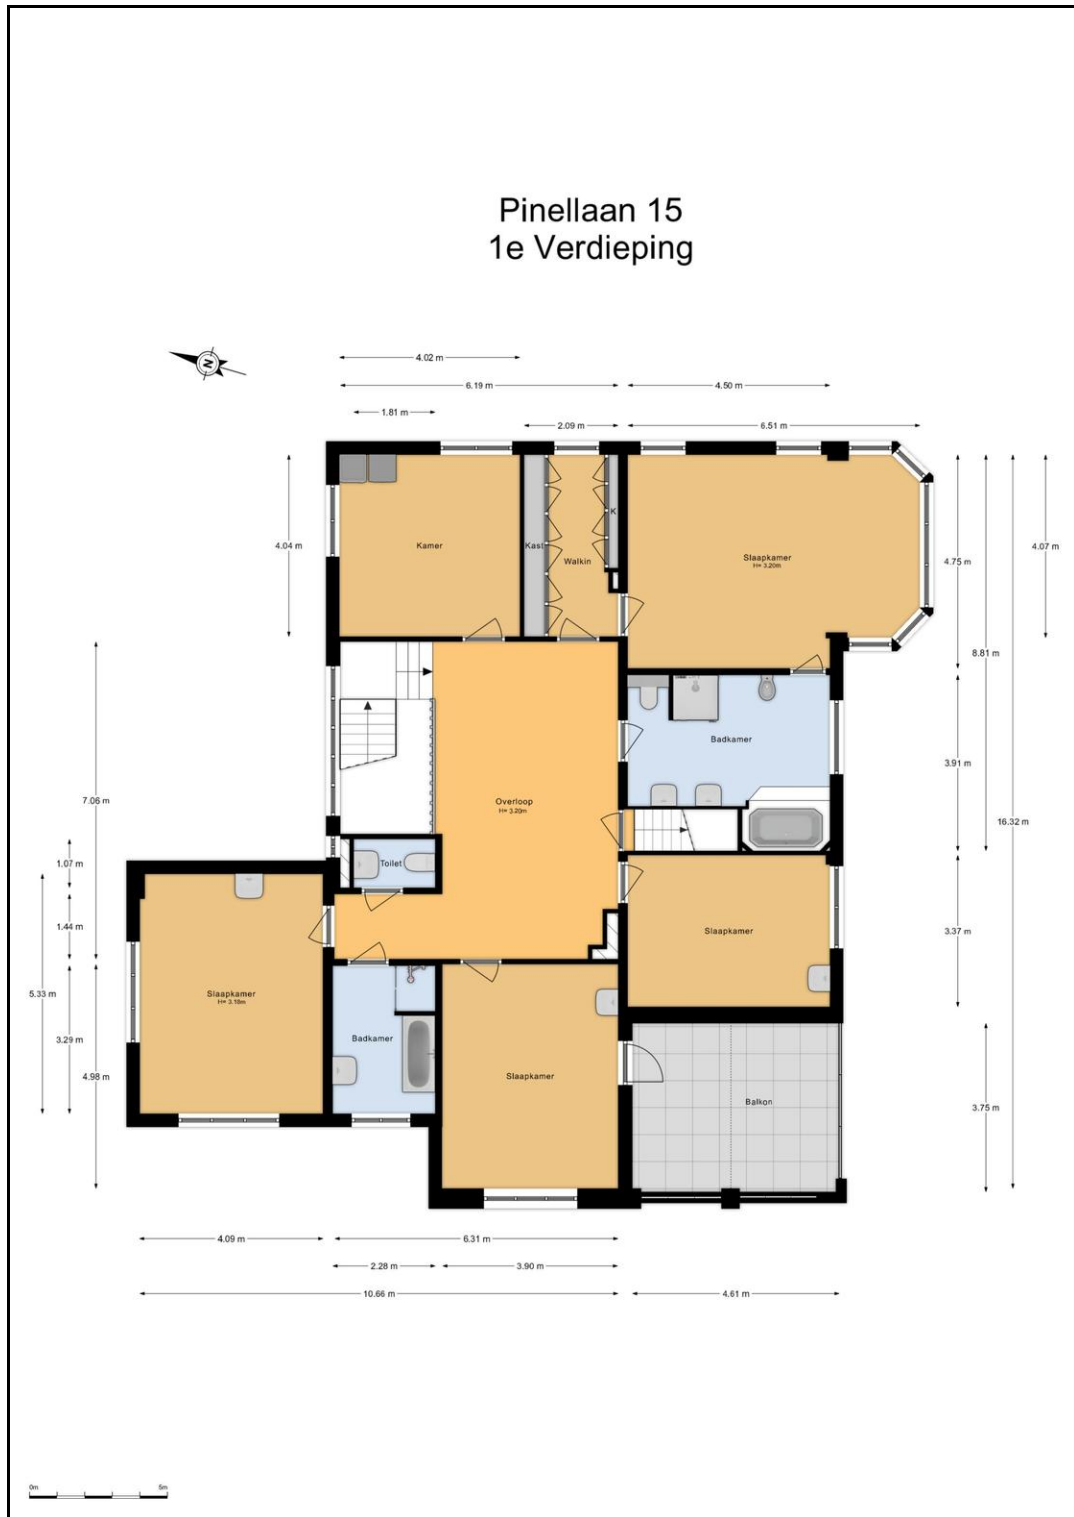 Pinellaan 15
1e Verdieping
N
4.02 m
6.19 m
4.50 m
1.81 m
2.09 m
6.51 m
4.04 m
Kamer
Kast
K
Walkin
Slaapkamer
H= 3.20m
4.75 m
4.07 m
8.81 m
Badkamer
3.91 m
7.06 m
Overloop
H= 3.20m
16.32 m
1.07 m
Toilet
1.44 m
Slaapkamer
3.37 m
5.33 m
Slaapkamer
H= 3.18m
3.29 m
Badkamer
4.98 m
Slaapkamer
Balkon
3.75 m
4.09 m
6.31 m
2.28 m
3.90 m
10.66 m
4.61 m
0m
5m